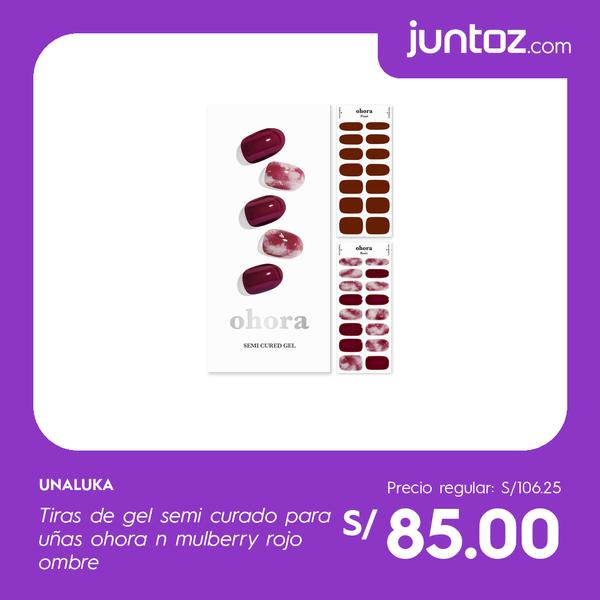 juntoz.com
ohora
ohora
SEMI CURED GEL
ohora
UNALUKA
Tiras de gel semi curado para
uñas ohora n mulberry rojo
ombre
Precio regular: S/106.25
S/ 85.00